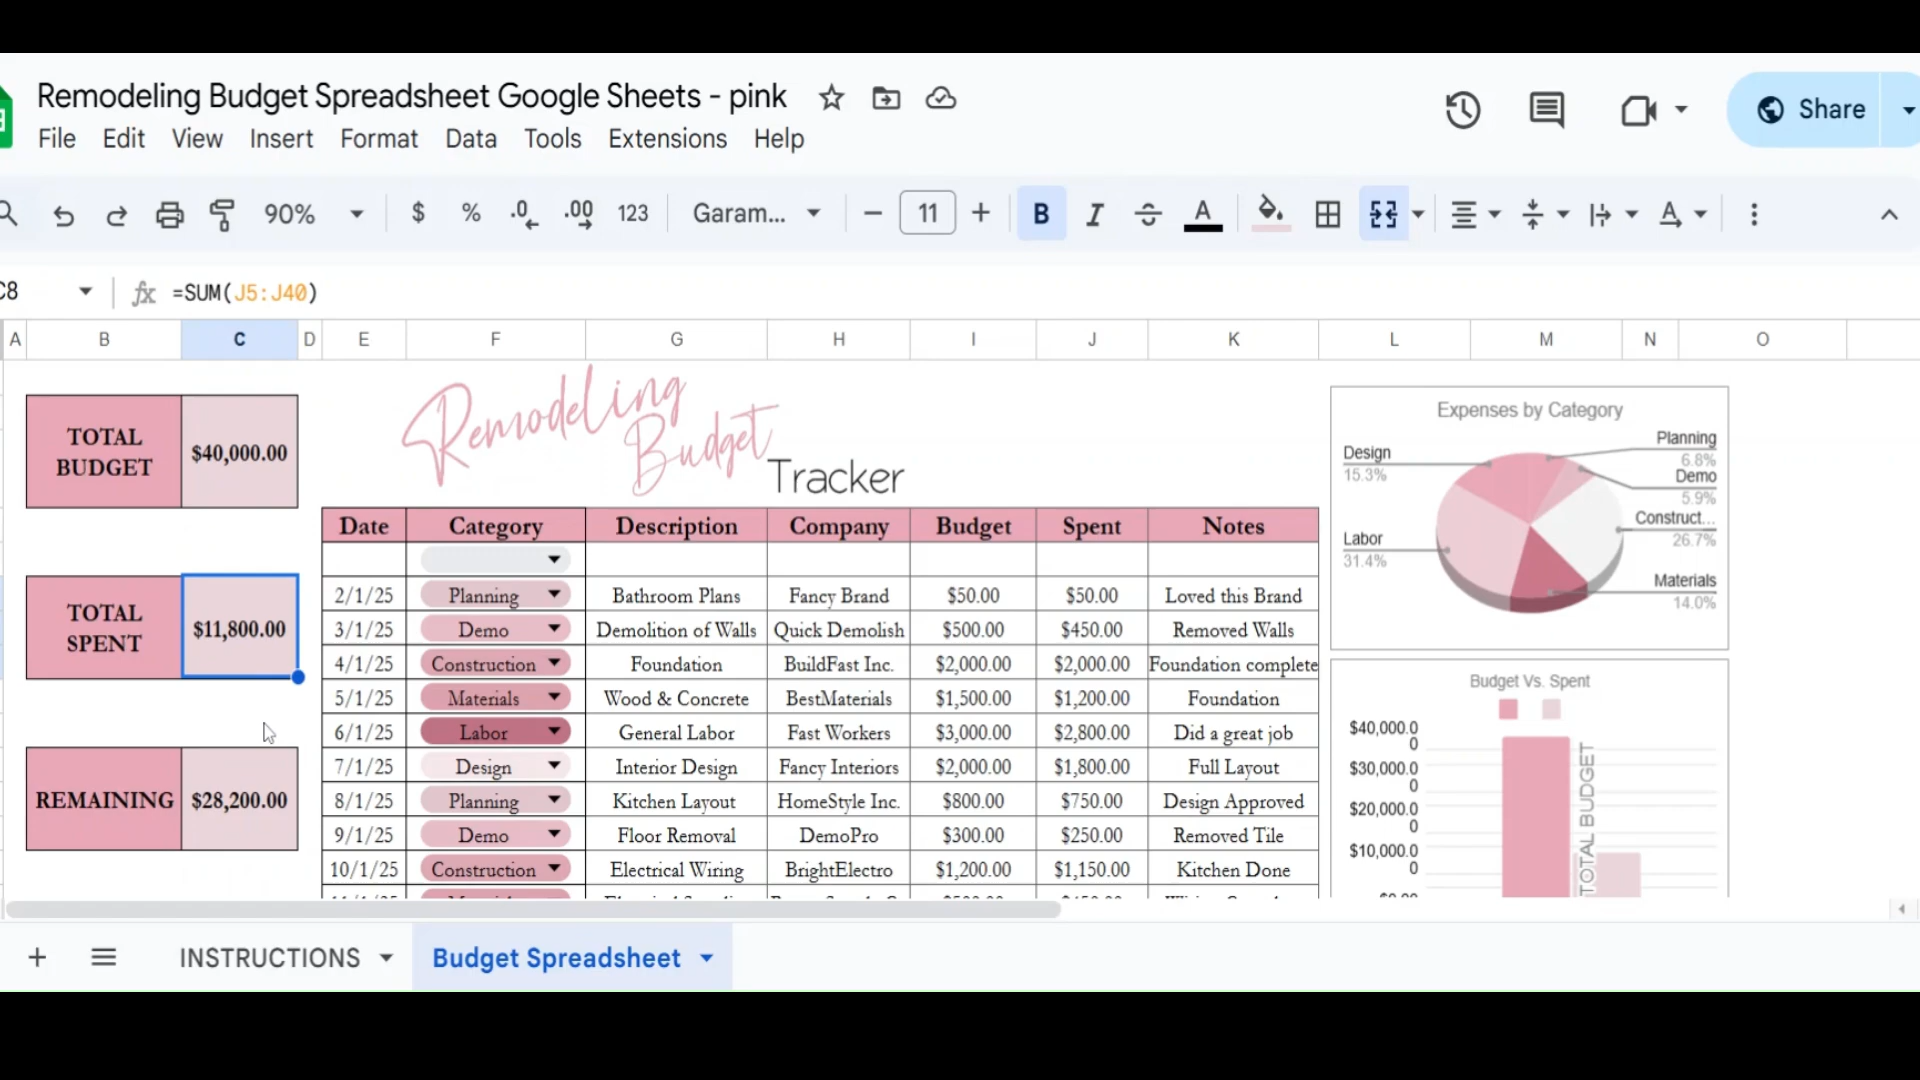 Remodeling Budget Spreadsheet Google Sheets - pink
File Edit View Insert Format Data Tools Extensions Help
Share
90% $ % .0 .00 123 Garam... 11 B I A A
C8 fx =SUM(J5:J40)
A B C D E F G H I J K L M N O
Remodeling
Budget
Tracker
TOTAL
BUDGET
$40,000.00
TOTAL
SPENT
$11,800.00
REMAINING $28,200.00
Date Category Description Company Budget Spent Notes
2/1/25 Planning Bathroom Plans Fancy Brand $50.00 $50.00 Loved this Brand
3/1/25 Demo Demolition of Walls Quick Demolish $500.00 $450.00 Removed Walls
4/1/25 Construction Foundation BuildFast Inc. $2,000.00 $2,000.00 Foundation complete
5/1/25 Materials Wood & Concrete BestMaterials $1,500.00 $1,200.00 Foundation
6/1/25 Labor General Labor Fast Workers $3,000.00 $2,800.00 Did a great job
7/1/25 Design Interior Design Fancy Interiors $2,000.00 $1,800.00 Full Layout
8/1/25 Planning Kitchen Layout HomeStyle Inc. $800.00 $750.00 Design Approved
9/1/25 Demo Floor Removal DemoPro $300.00 $250.00 Removed Tile
10/1/25 Construction Electrical Wiring BrightElectro $1,200.00 $1,150.00 Kitchen Done
Expenses by Category
Design
15.3%
Labor
31.4%
Planning
6.8%
Demo
5.9%
Construct...
26.7%
Materials
14.0%
Budget Vs. Spent
$40,000.0
0
$30,000.0
0
$20,000.0
0
$10,000.0
0
TOTAL BUDGET
INSTRUCTIONS Budget Spreadsheet